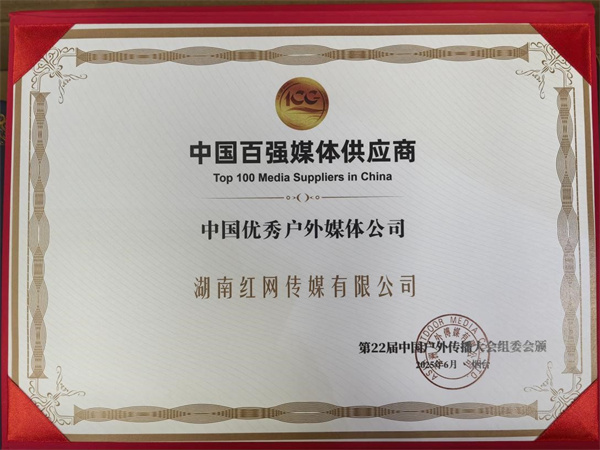 中国百强媒体供应商
Top 100 Media Suppliers in China
中国优秀户外媒体公司
湖南红网传媒有限公司
第22届中国户外传播大会组委会颁
2025年6月 · 烟台